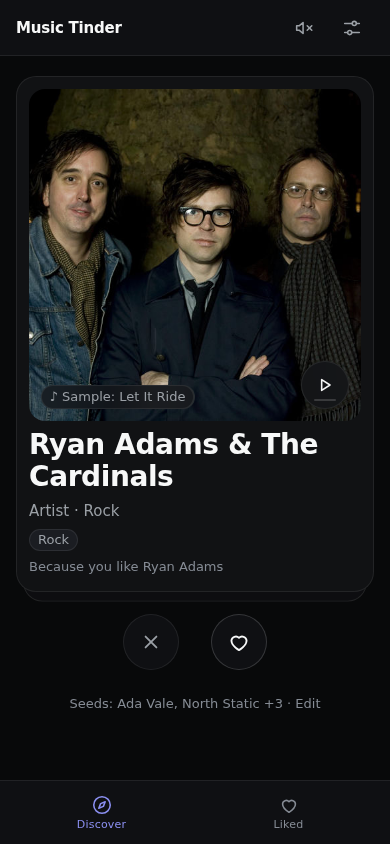 Music Tinder
♪ Sample: Let It Ride
Ryan Adams & The
Cardinals
Artist · Rock
Rock
Because you like Ryan Adams
Seeds: Ada Vale, North Static +3 · Edit
Discover
Liked